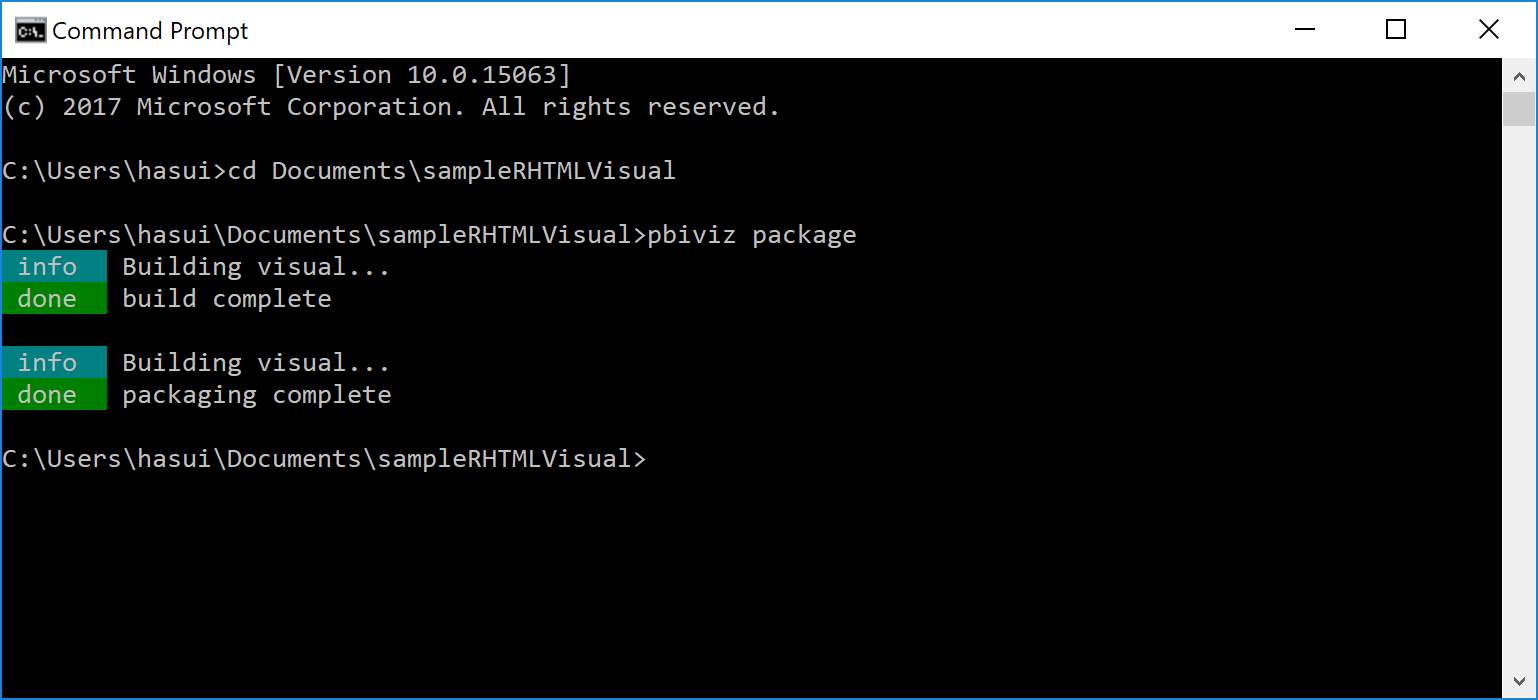 Command Prompt
Microsoft Windows [Version 10.0.15063]
(c) 2017 Microsoft Corporation. All rights reserved.
C:\Users\hasui>cd Documents\sampleRHTMLVisual
C:\Users\hasui\Documents\sampleRHTMLVisual>pbiviz package
info Building visual...
done build complete
info Building visual...
done packaging complete
C:\Users\hasui\Documents\sampleRHTMLVisual>